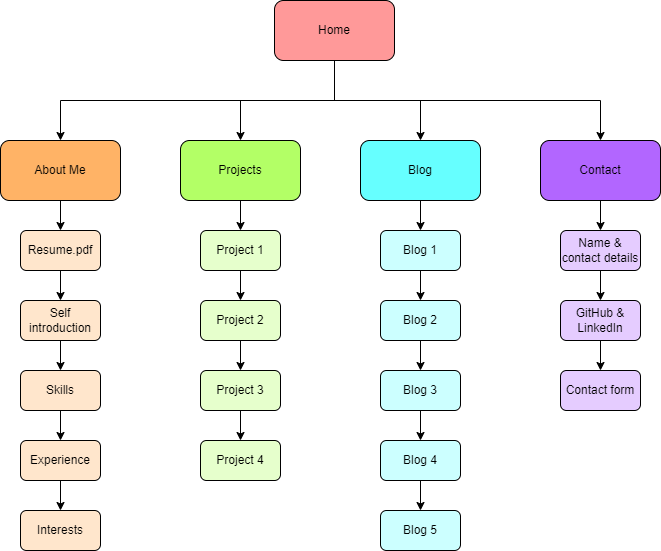 Home
About Me
Projects
Blog
Contact
Resume.pdf
Project 1
Blog 1
Name &
contact details
Self
introduction
Project 2
Blog 2
GitHub &
LinkedIn
Skills
Project 3
Blog 3
Contact form
Experience
Project 4
Blog 4
Interests
Blog 5